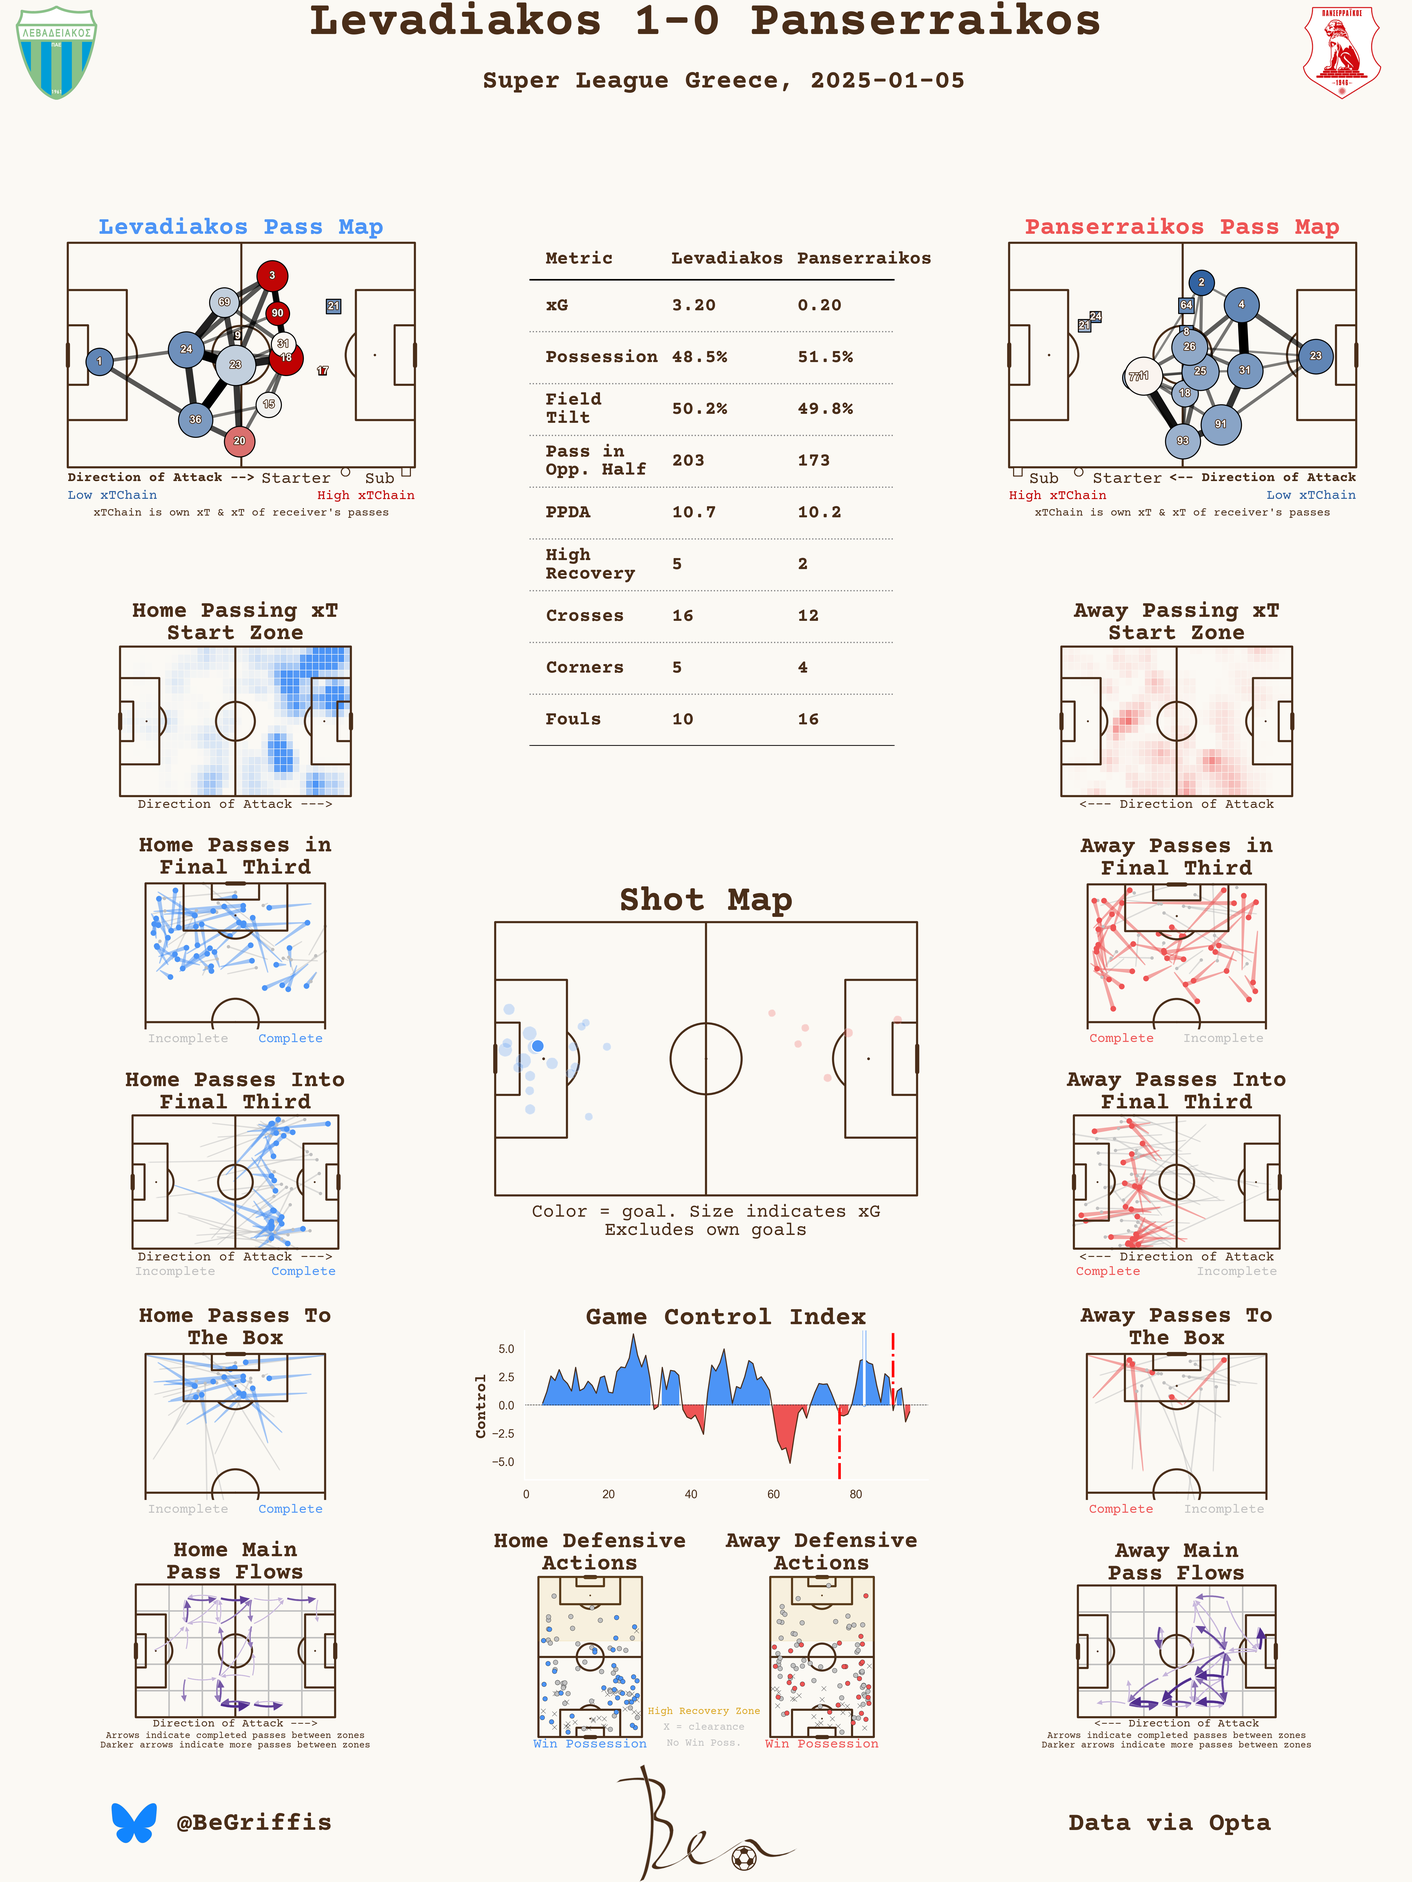 Levadiakos 1-0 Panserraikos
Super League Greece, 2025-01-05
ΛΕΒΑΔΕΙΑΚΟΣ
ΠΑΕ
1961
ΠΑΝΣΕΡΡΑΪΚΟΣ
-1946-
Levadiakos Pass Map
3
69
21
90
9
31
24
18
1
23
17
15
36
20
Direction of Attack --> Starter Sub
Low xTChain High xTChain
xTChain is own xT & xT of receiver's passes
Metric Levadiakos Panserraikos
xG 3.20 0.20
Possession 48.5% 51.5%
Field
Tilt 50.2% 49.8%
Pass in
Opp. Half 203 173
PPDA 10.7 10.2
High
Recovery 5 2
Crosses 16 12
Corners 5 4
Fouls 10 16
Panserraikos Pass Map
2
64
4
24
21
8
26
23
77
11
25
31
18
91
93
Sub Starter <-- Direction of Attack
High xTChain Low xTChain
xTChain is own xT & xT of receiver's passes
Home Passing xT
Start Zone
Direction of Attack --->
Away Passing xT
Start Zone
<--- Direction of Attack
Home Passes in
Final Third
Incomplete Complete
Away Passes in
Final Third
Complete Incomplete
Shot Map
Color = goal. Size indicates xG
Excludes own goals
Home Passes Into
Final Third
Direction of Attack --->
Incomplete Complete
Away Passes Into
Final Third
<--- Direction of Attack
Complete Incomplete
Home Passes To
The Box
Incomplete Complete
Game Control Index
Control
5.0
2.5
0.0
−2.5
−5.0
0 20 40 60 80
Away Passes To
The Box
Complete Incomplete
Home Main
Pass Flows
Direction of Attack --->
Arrows indicate completed passes between zones
Darker arrows indicate more passes between zones
Home Defensive
Actions
Win Possession
Away Defensive
Actions
Win Possession
High Recovery Zone
X = clearance
No Win Poss.
Away Main
Pass Flows
<--- Direction of Attack
Arrows indicate completed passes between zones
Darker arrows indicate more passes between zones
@BeGriffis
Ben
Data via Opta